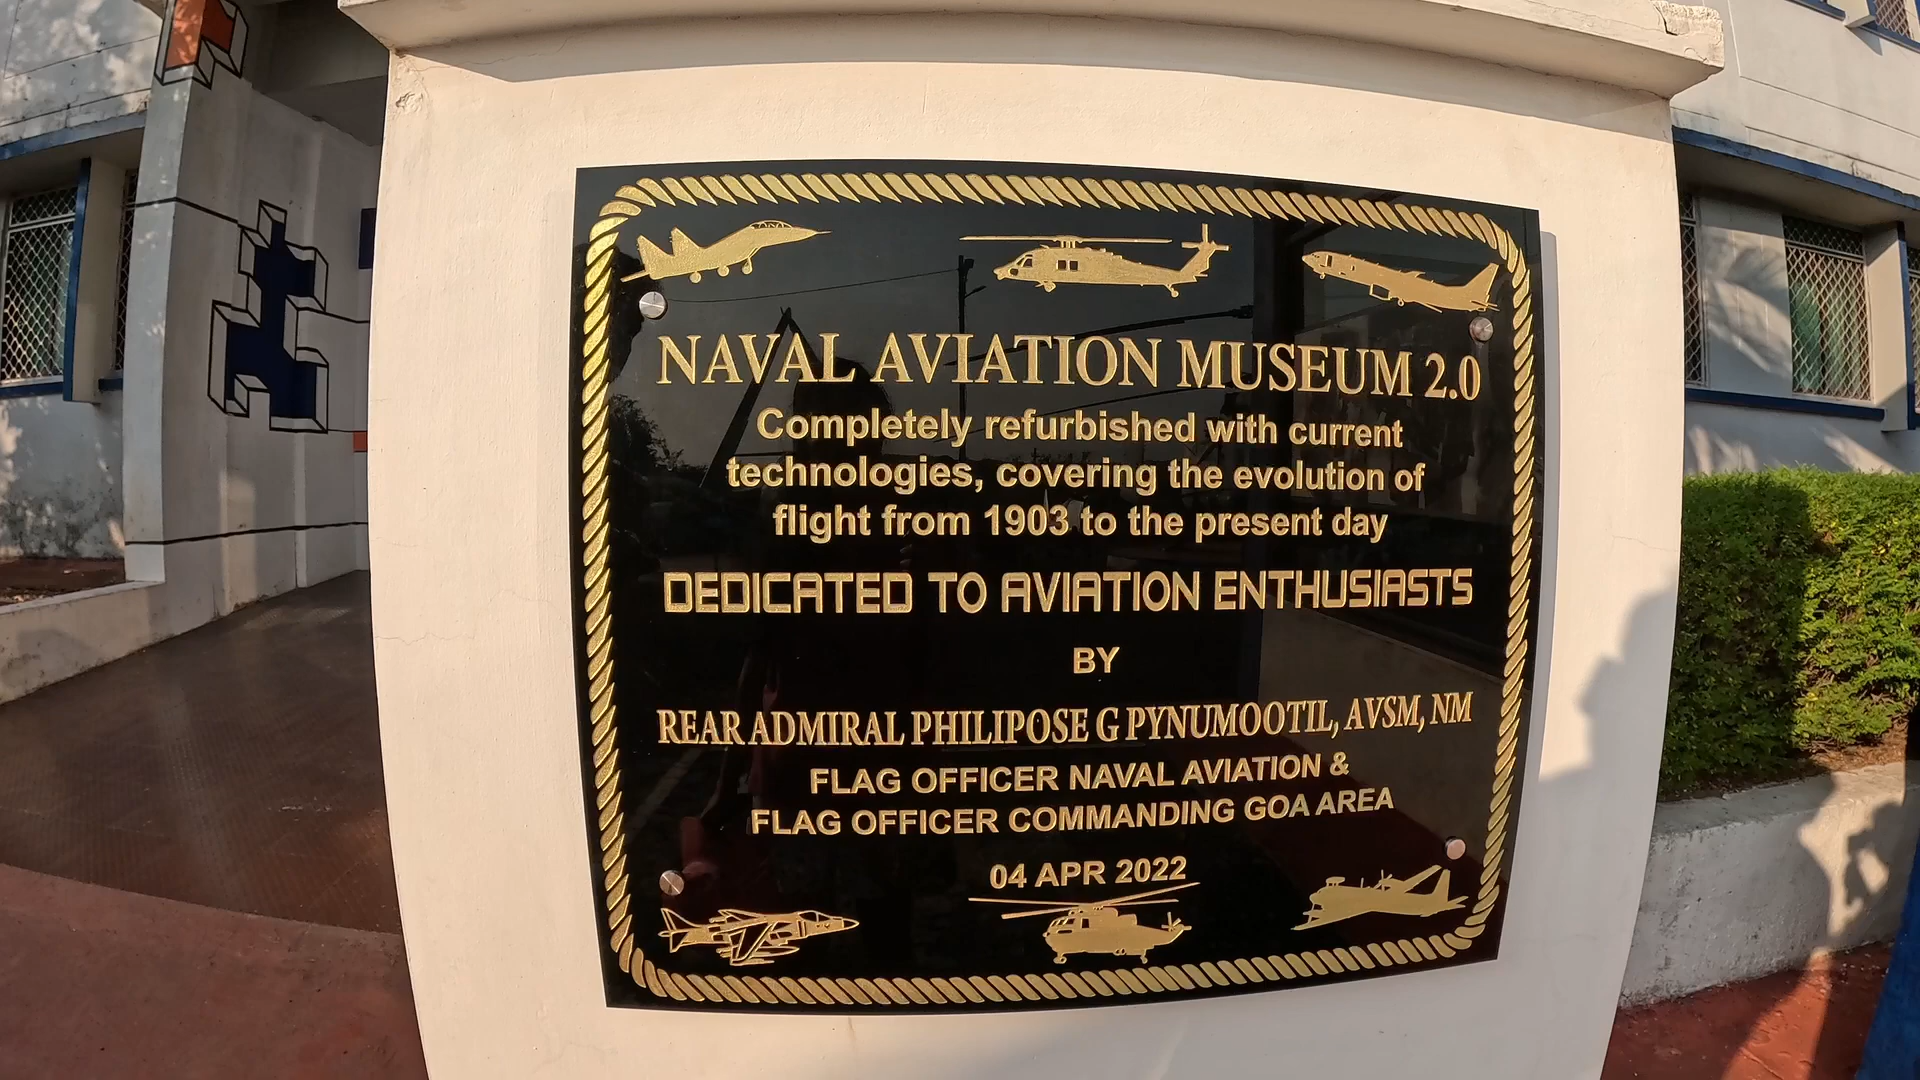 NAVAL AVIATION MUSEUM 2.0
Completely refurbished with current
technologies, covering the evolution of
flight from 1903 to the present day
DEDICATED TO AVIATION ENTHUSIASTS
BY
REAR ADMIRAL PHILIPOSE G PYNUMOOTIL, AVSM, NM
FLAG OFFICER NAVAL AVIATION &
FLAG OFFICER COMMANDING GOA AREA
04 APR 2022